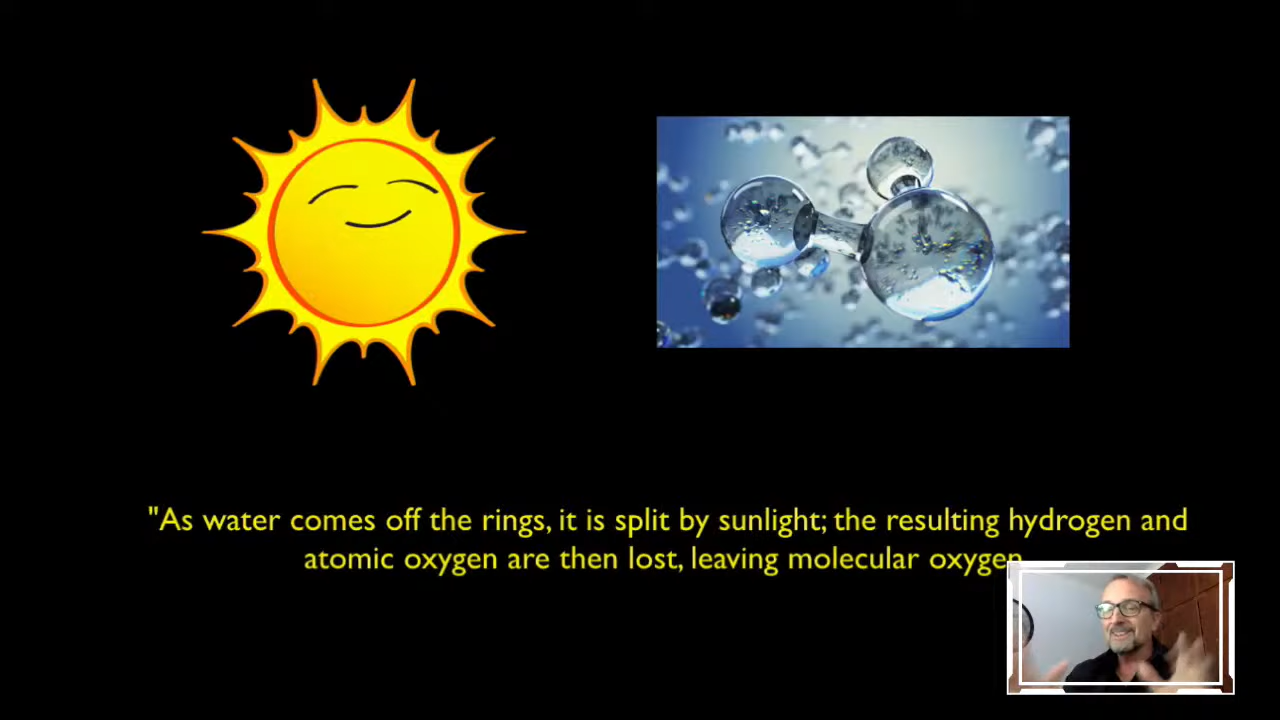 "As water comes off the rings, it is split by sunlight; the resulting hydrogen and
atomic oxygen are then lost, leaving molecular oxygen